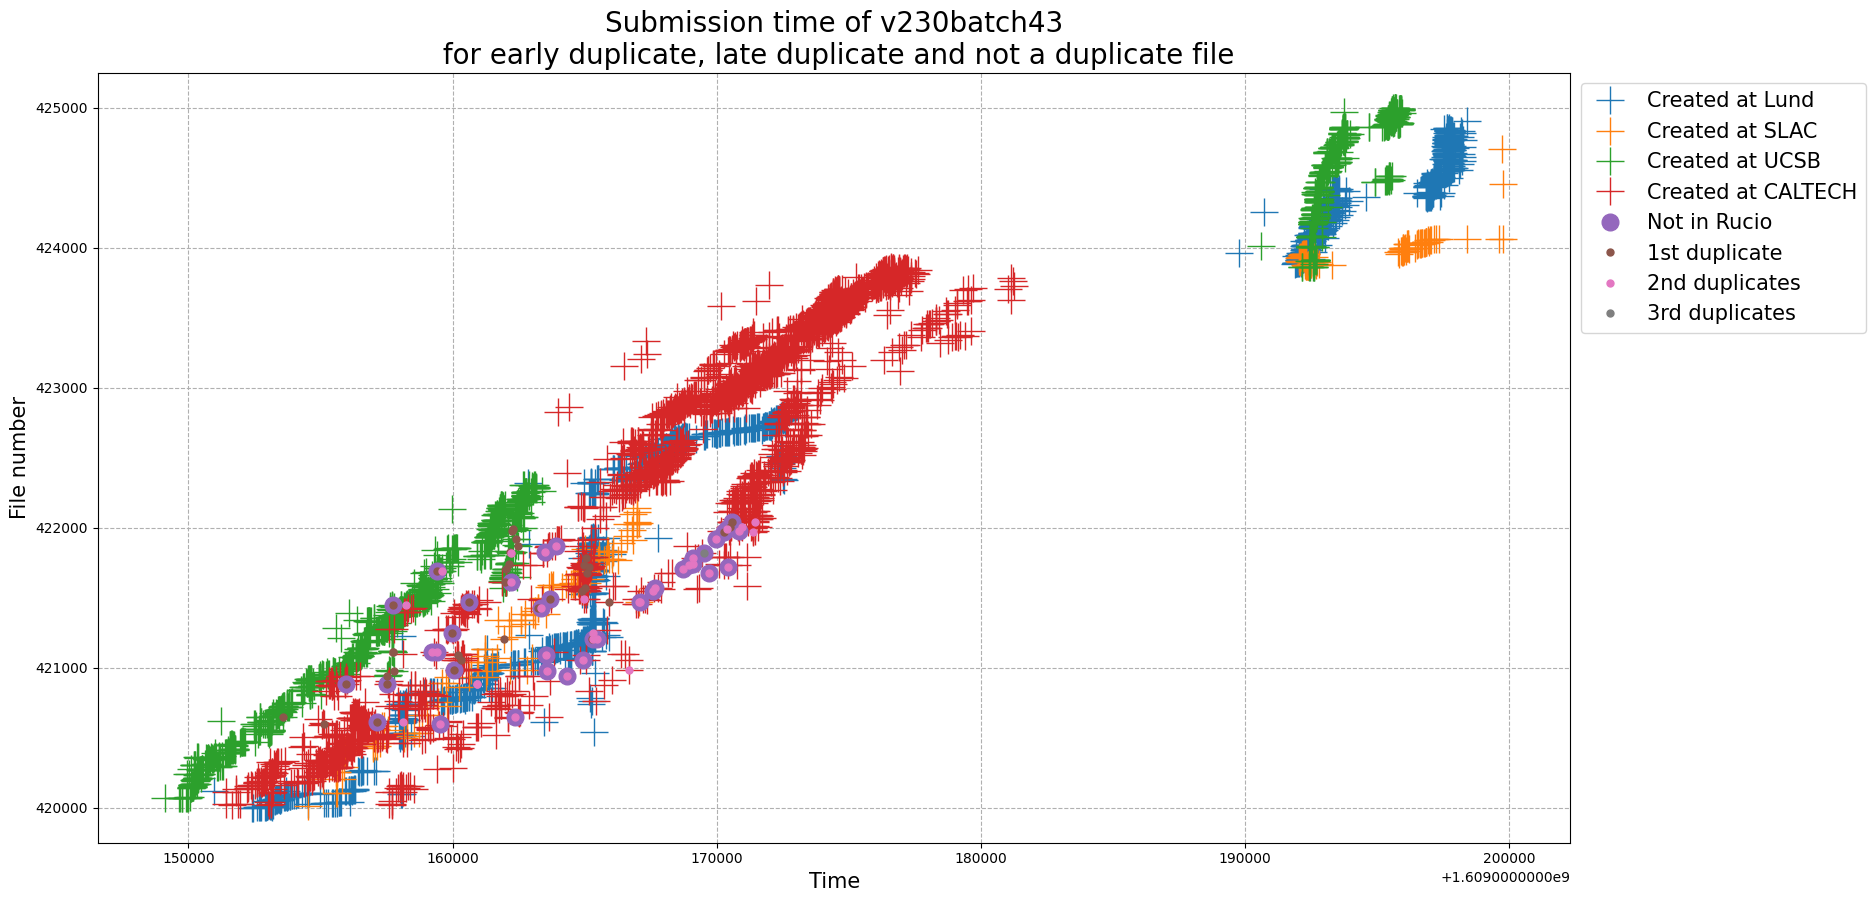 Submission time of v230batch43
for early duplicate, late duplicate and not a duplicate file
425000
424000
423000
422000
421000
420000
File number
150000
160000
170000
180000
190000
200000
Time
+1.6090000000e9
Created at Lund
Created at SLAC
Created at UCSB
Created at CALTECH
Not in Rucio
1st duplicate
2nd duplicates
3rd duplicates